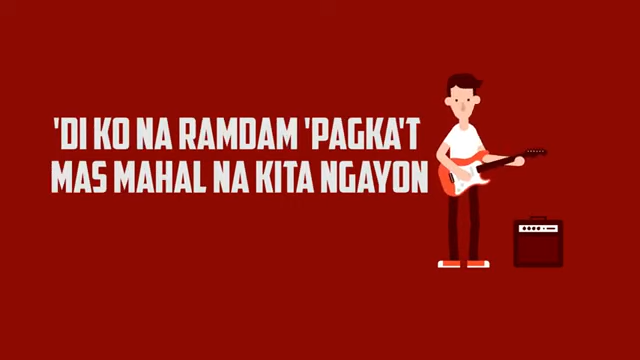 'DI KO NA RAMDAM 'PAGKA'T
MAS MAHAL NA KITA NGAYON